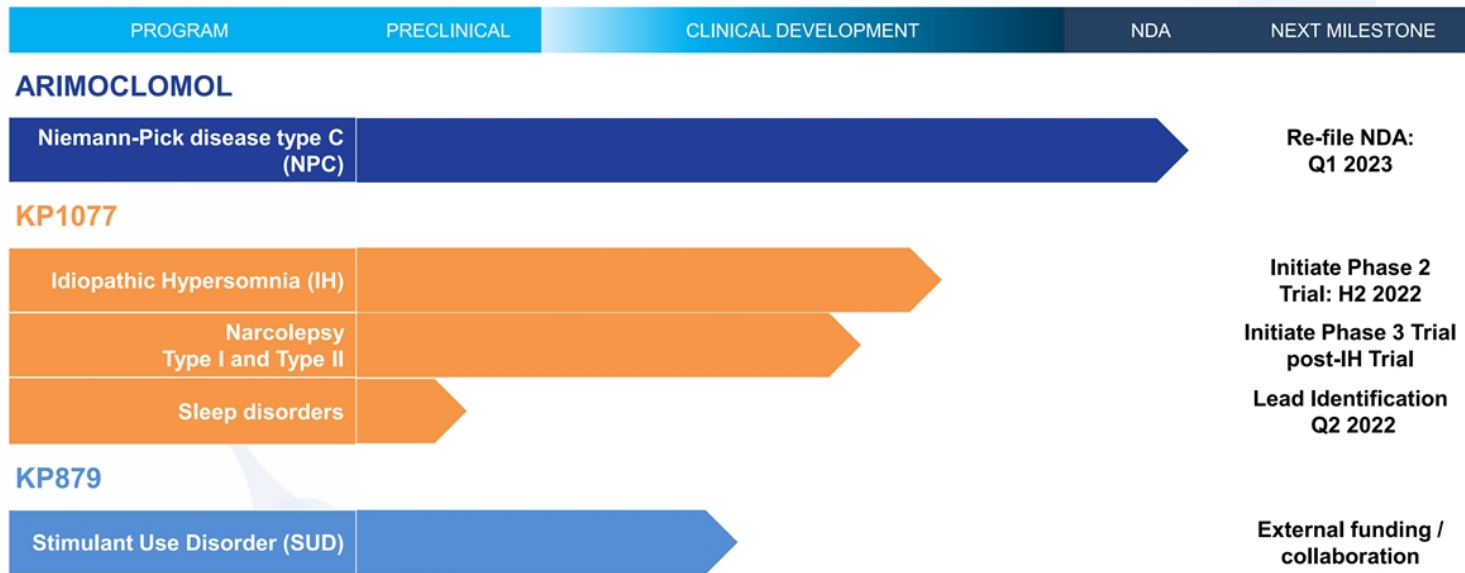 PROGRAM PRECLINICAL CLINICAL DEVELOPMENT NDA NEXT MILESTONE
ARIMOCLOMOL
Niemann-Pick disease type C
(NPC)
Re-file NDA:
Q1 2023
KP1077
Idiopathic Hypersomnia (IH)
Initiate Phase 2
Trial: H2 2022
Narcolepsy
Type I and Type II
Initiate Phase 3 Trial
post-IH Trial
Sleep disorders
Lead Identification
Q2 2022
KP879
Stimulant Use Disorder (SUD)
External funding /
collaboration